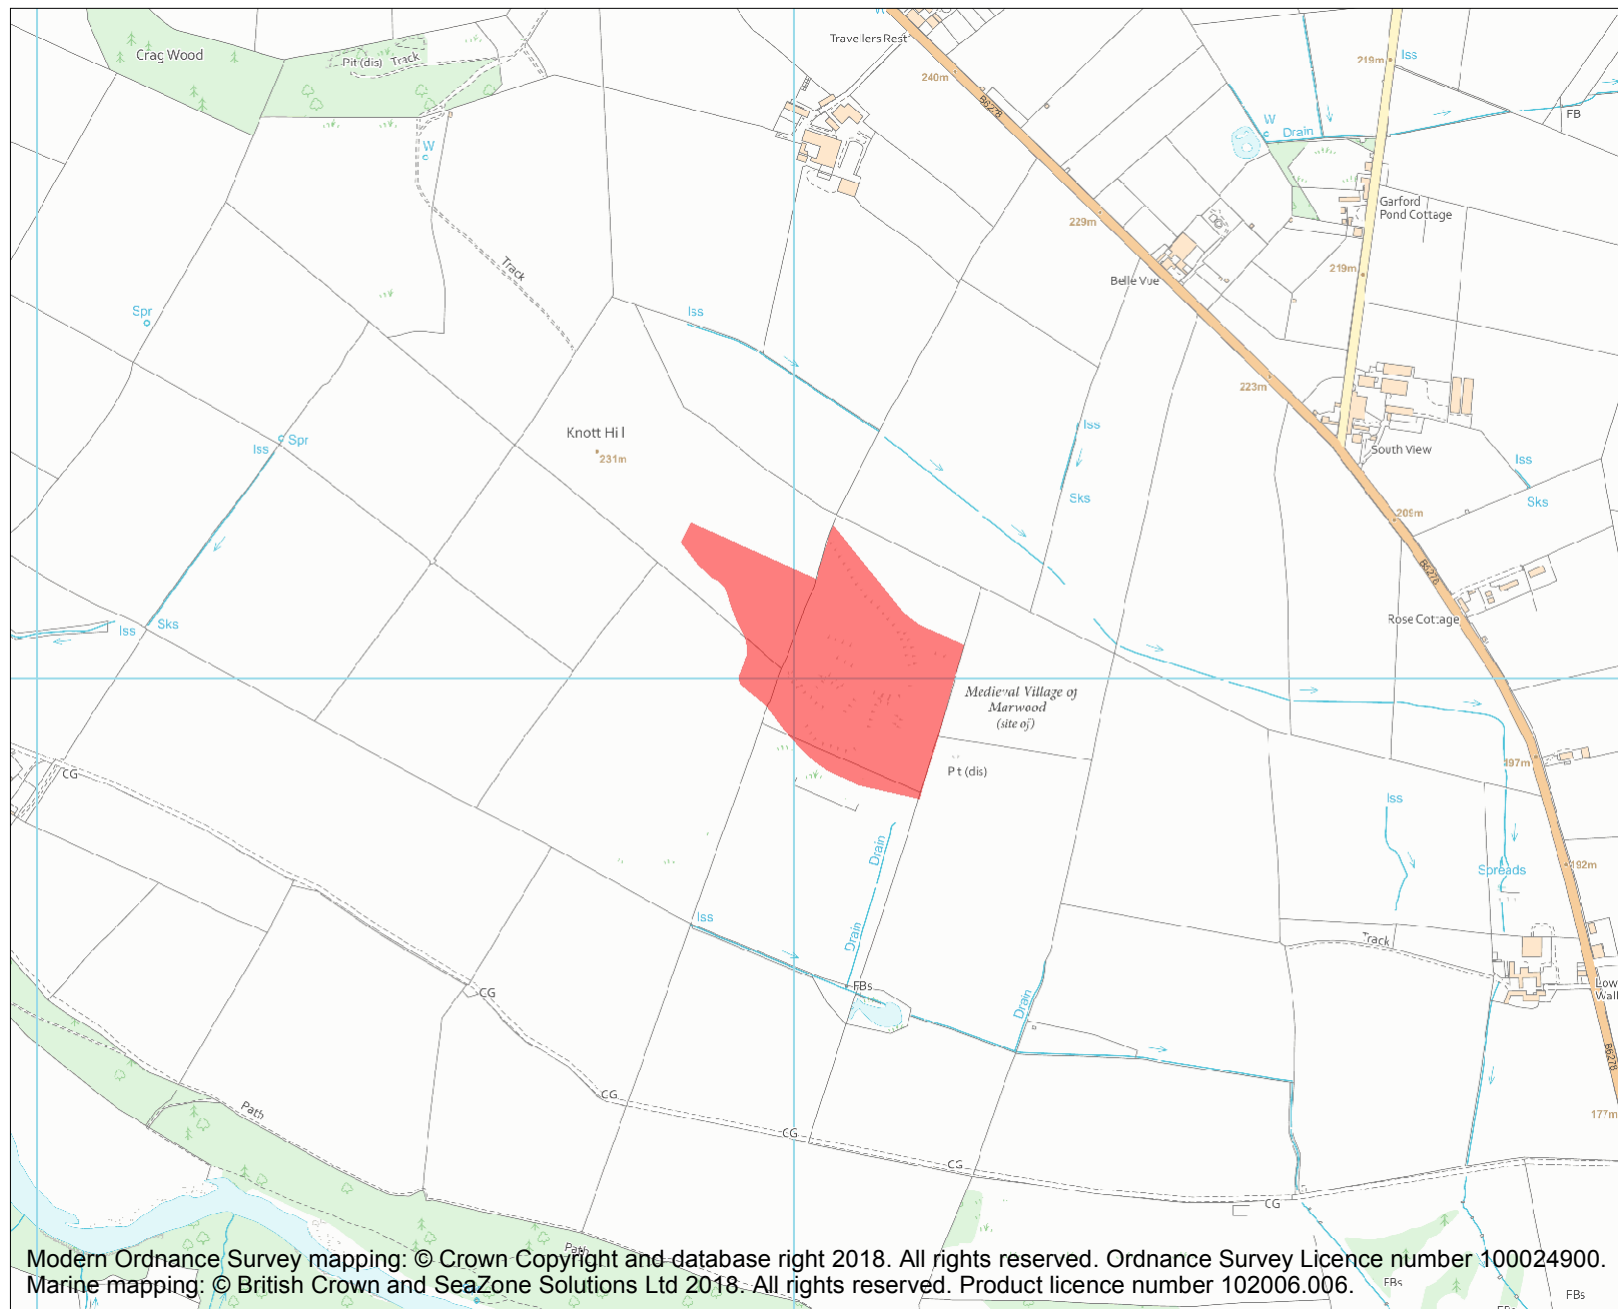 Travellers Rest
Crag Wood
Pit (dis)
Track
240m
B6278
219m
Iss
FB
W
Drain
W
Garford
Pond Cottage
229m
Track
Belle Vue
219m
Spr
Iss
223m
Knott Hill
231m
Iss
Spr
Iss
Sks
South View
Iss
Sks
209m
B6278
Rose Cottage
Iss
Sks
Medieval Village of
Marwood
(site of)
Pit (dis)
197m
CG
Iss
Drain
Spreads
192m
Iss
Drain
Track
CG
FBs
Drain
Low
Wall
B6278
CG
Path
177m
CG
CG
CG
Path
Modern Ordnance Survey mapping: © Crown Copyright and database right 2018. All rights reserved. Ordnance Survey Licence number 100024900.
Marine mapping: © British Crown and SeaZone Solutions Ltd 2018. All rights reserved. Product licence number 102006.006.
FBs
FBs